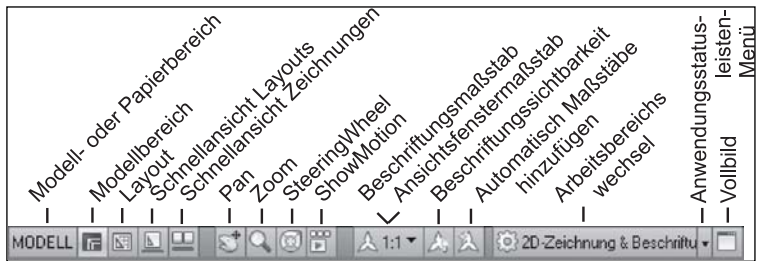 Modell- oder Papierbereich
Modellbereich
Layout
Schnellansicht Layouts
Schnellansicht Zeichnungen
Pan
Zoom
SteeringWheel
ShowMotion
Beschriftungsmaßstab
Ansichtsfenstermaßstab
Beschriftungssichtbarkeit
Automatisch Maßstäbe
hinzufügen
Arbeitsbereichs
wechsel
Anwendungsstatus-
leisten-
Menü
Vollbild
MODELL
1:1
2D-Zeichnung & Beschriftu